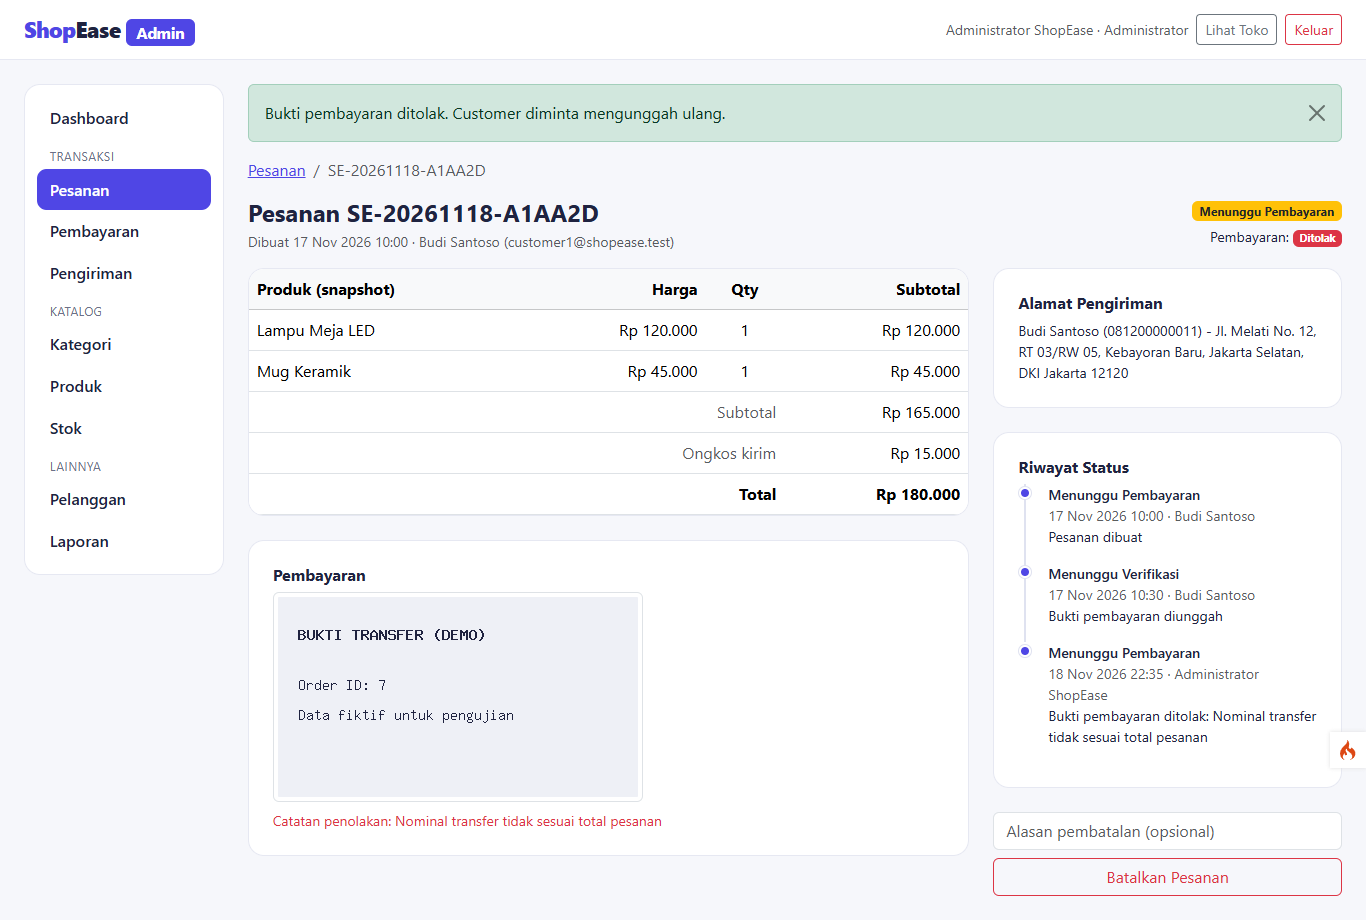 ShopEase Admin
Administrator ShopEase · Administrator
Lihat Toko
Keluar
Dashboard
TRANSAKSI
Pesanan
Pembayaran
Pengiriman
KATALOG
Kategori
Produk
Stok
LAINNYA
Pelanggan
Laporan
Bukti pembayaran ditolak. Customer diminta mengunggah ulang.
Pesanan / SE-20261118-A1AA2D
Pesanan SE-20261118-A1AA2D
Dibuat 17 Nov 2026 10:00 · Budi Santoso (customer1@shopease.test)
Menunggu Pembayaran
Pembayaran: Ditolak
Produk (snapshot) Harga Qty Subtotal
Lampu Meja LED Rp 120.000 1 Rp 120.000
Mug Keramik Rp 45.000 1 Rp 45.000
Subtotal Rp 165.000
Ongkos kirim Rp 15.000
Total Rp 180.000
Pembayaran
BUKTI TRANSFER (DEMO)
Order ID: 7
Data fiktif untuk pengujian
Catatan penolakan: Nominal transfer tidak sesuai total pesanan
Alamat Pengiriman
Budi Santoso (081200000011) - Jl. Melati No. 12,
RT 03/RW 05, Kebayoran Baru, Jakarta Selatan,
DKI Jakarta 12120
Riwayat Status
Menunggu Pembayaran
17 Nov 2026 10:00 · Budi Santoso
Pesanan dibuat
Menunggu Verifikasi
17 Nov 2026 10:30 · Budi Santoso
Bukti pembayaran diunggah
Menunggu Pembayaran
18 Nov 2026 22:35 · Administrator
ShopEase
Bukti pembayaran ditolak: Nominal transfer
tidak sesuai total pesanan
Alasan pembatalan (opsional)
Batalkan Pesanan